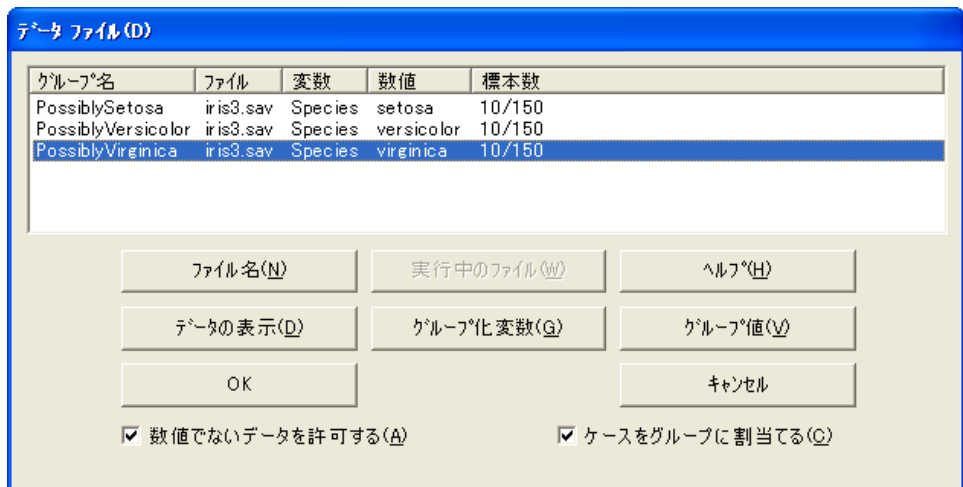 データ ファイル(D)
グループ名 ファイル 変数 数値 標本数
PossiblySetosa iris3.sav Species setosa 10/150
PossiblyVersicolor iris3.sav Species versicolor 10/150
PossiblyVirginica iris3.sav Species virginica 10/150
ファイル名(N) 実行中のファイル(W) ヘルプ(H)
データの表示(D) グループ化変数(G) グループ値(V)
OK キャンセル
数値でないデータを許可する(A) ケースをグループに割当てる(C)